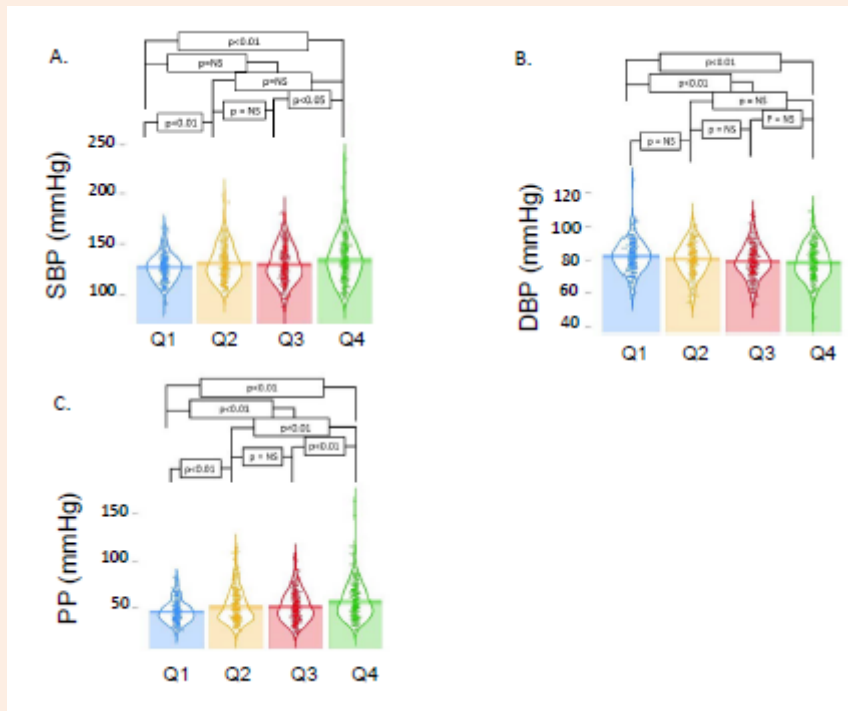 A.
p<0.01
p=NS
p=NS
p<0.05
p = NS
p<0.01
250
200
150
100
SBP (mmHg)
Q1 Q2 Q3 Q4
B.
p<0.01
p<0.01
p = NS
P = NS
p = NS
p = NS
120
100
80
60
40
DBP (mmHg)
Q1 Q2 Q3 Q4
C.
p<0.01
p<0.01
p<0.01
p<0.01
p = NS
p<0.01
150
100
50
PP (mmHg)
Q1 Q2 Q3 Q4